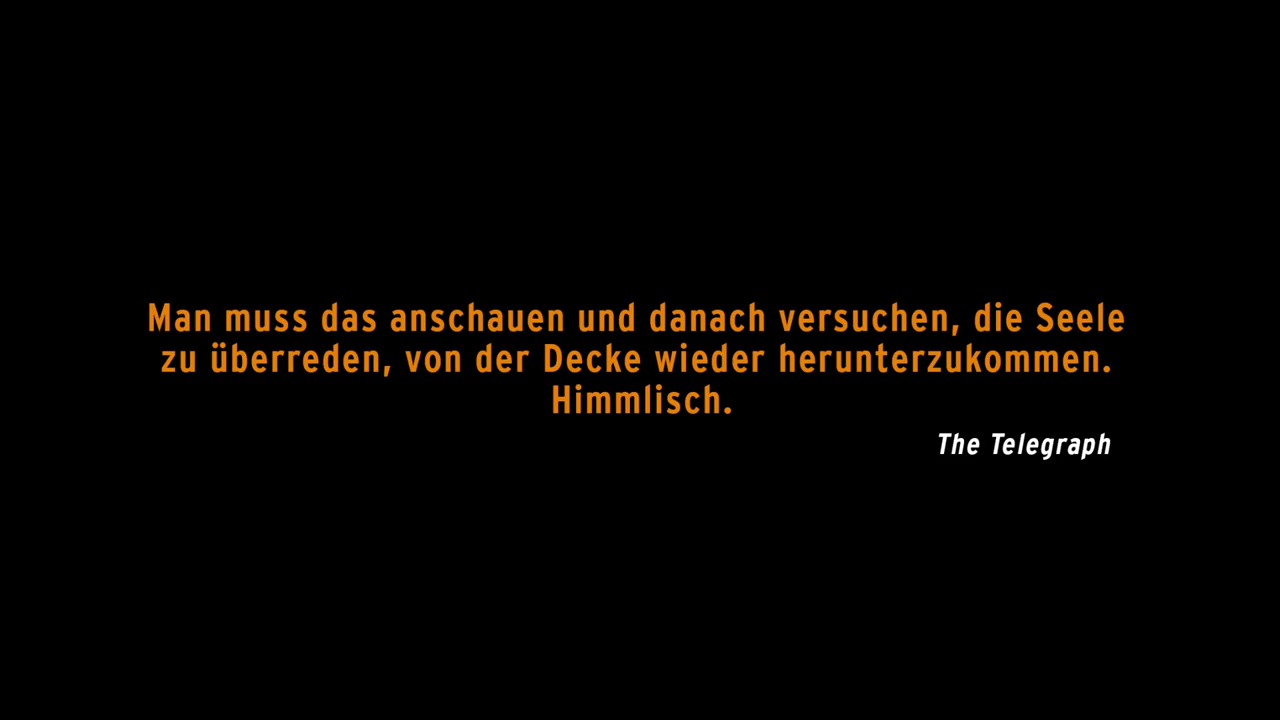 Man muss das anschauen und danach versuchen, die Seele
zu überreden, von der Decke wieder herunterzukommen.
Himmlisch.
The Telegraph